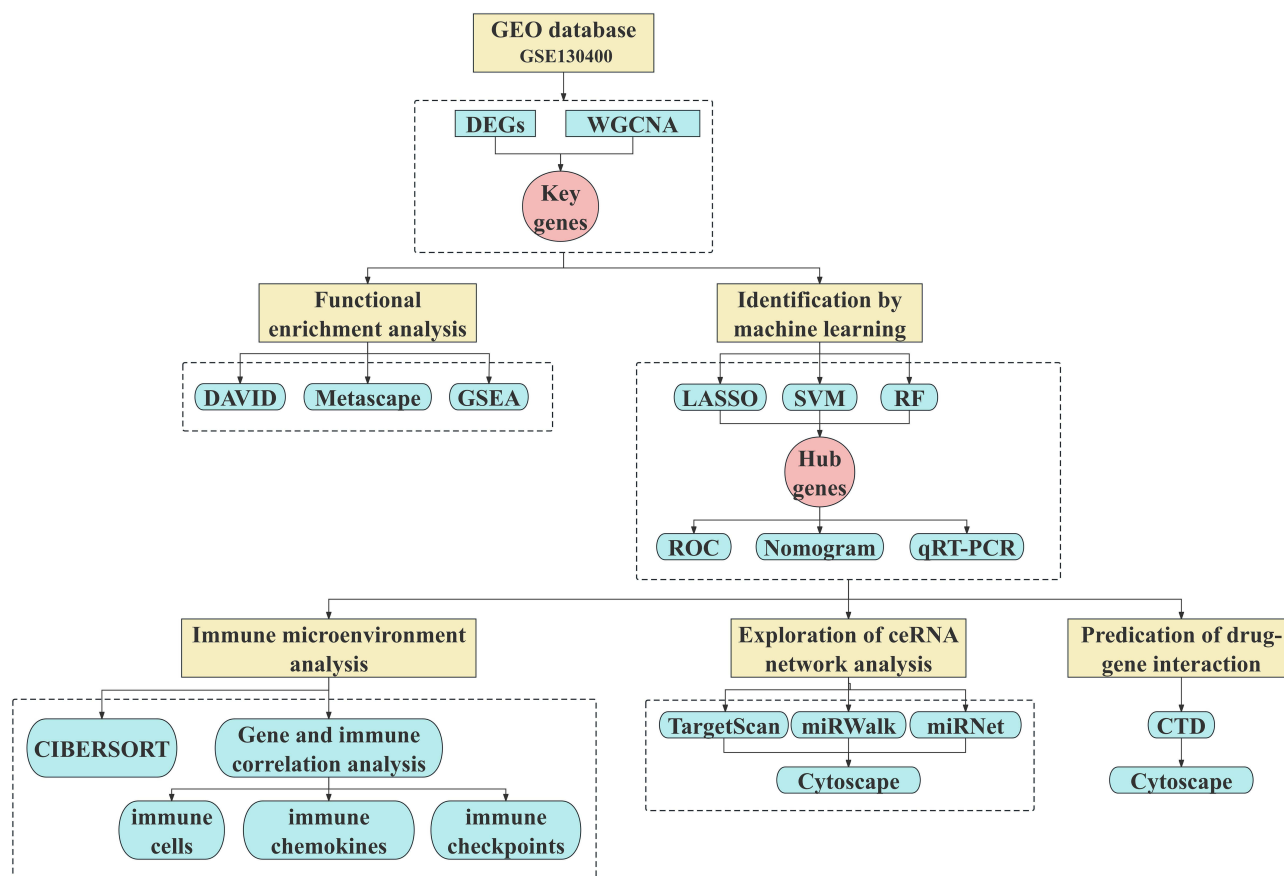 GEO database
GSE130400
DEGs
WGCNA
Key
genes
Functional
enrichment analysis
Identification by
machine learning
DAVID
Metascape
GSEA
LASSO
SVM
RF
Hub
genes
ROC
Nomogram
qRT-PCR
Immune microenvironment
analysis
Exploration of ceRNA
network analysis
Predication of drug-
gene interaction
CIBERSORT
Gene and immune
correlation analysis
TargetScan
miRWalk
miRNet
CTD
Cytoscape
Cytoscape
immune
cells
immune
chemokines
immune
checkpoints